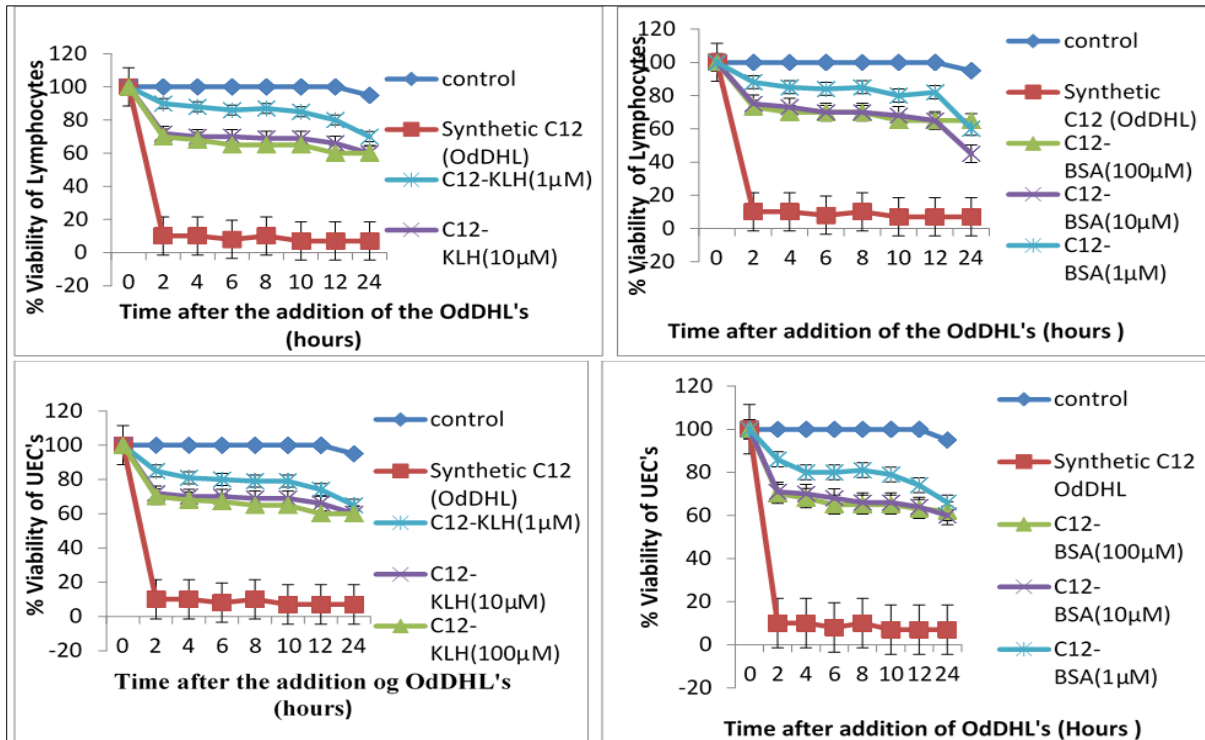 120
100
80
60
40
20
0
-20
% Viability of Lymphocytes
0 2 4 6 8 10 12 24
Time after the addition of the OdDHL's
(hours)
control
Synthetic C12
(OdDHL)
C12-KLH(1µM)
C12-
KLH(10µM)
120
100
80
60
40
20
0
-20
% Viability of Lymphocytes
0 2 4 6 8 10 12 24
Time after addition of the OdDHL's (hours )
control
Synthetic
C12 (OdDHL)
C12-
BSA(100µM)
C12-
BSA(10µM)
C12-
BSA(1µM)
120
100
80
60
40
20
0
-20
% Viability of UEC's
0 2 4 6 8 10 12 24
Time after the addition og OdDHL's
(hours)
control
Synthetic C12
(OdDHL)
C12-KLH(1µM)
C12-
KLH(10µM)
C12-
KLH(100µM)
120
100
80
60
40
20
0
-20
% Viability of UEC's
0 2 4 6 8 10 12 24
Time after addition of OdDHL's (Hours )
control
Synthetic C12
OdDHL
C12-
BSA(100µM)
C12-
BSA(10µM)
C12-
BSA(1µM)